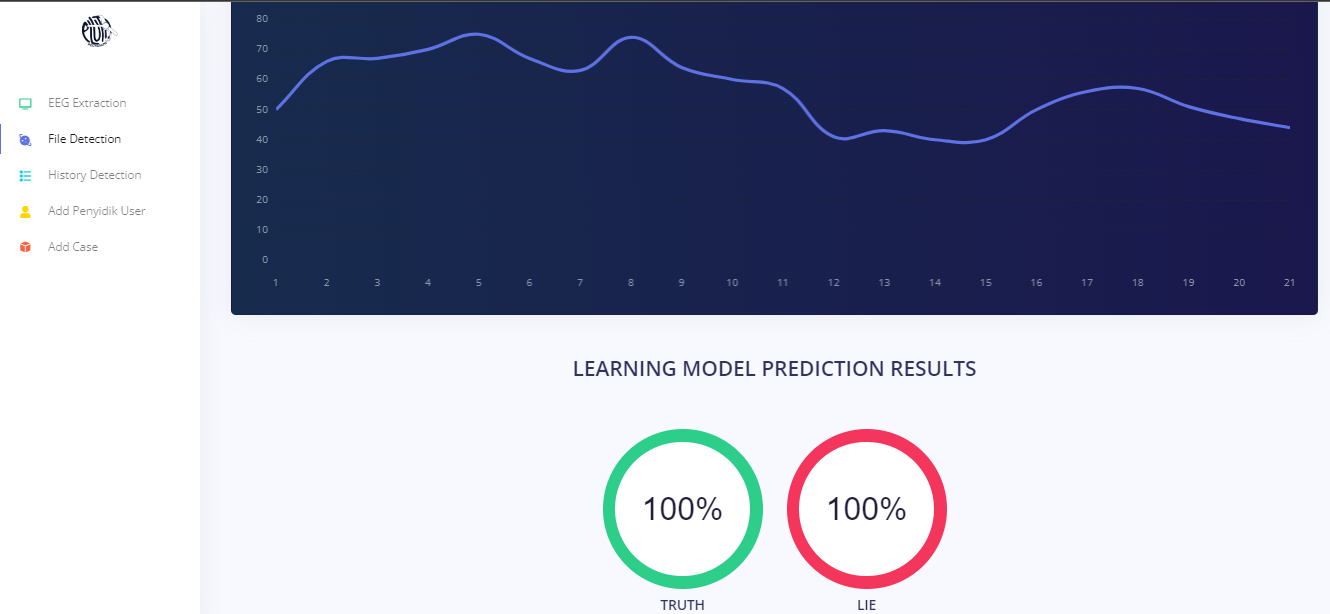 EEG Extraction
File Detection
History Detection
Add Penyidik User
Add Case
80
70
60
50
40
30
20
10
0
1 2 3 4 5 6 7 8 9 10 11 12 13 14 15 16 17 18 19 20 21
LEARNING MODEL PREDICTION RESULTS
100% 100%
TRUTH LIE